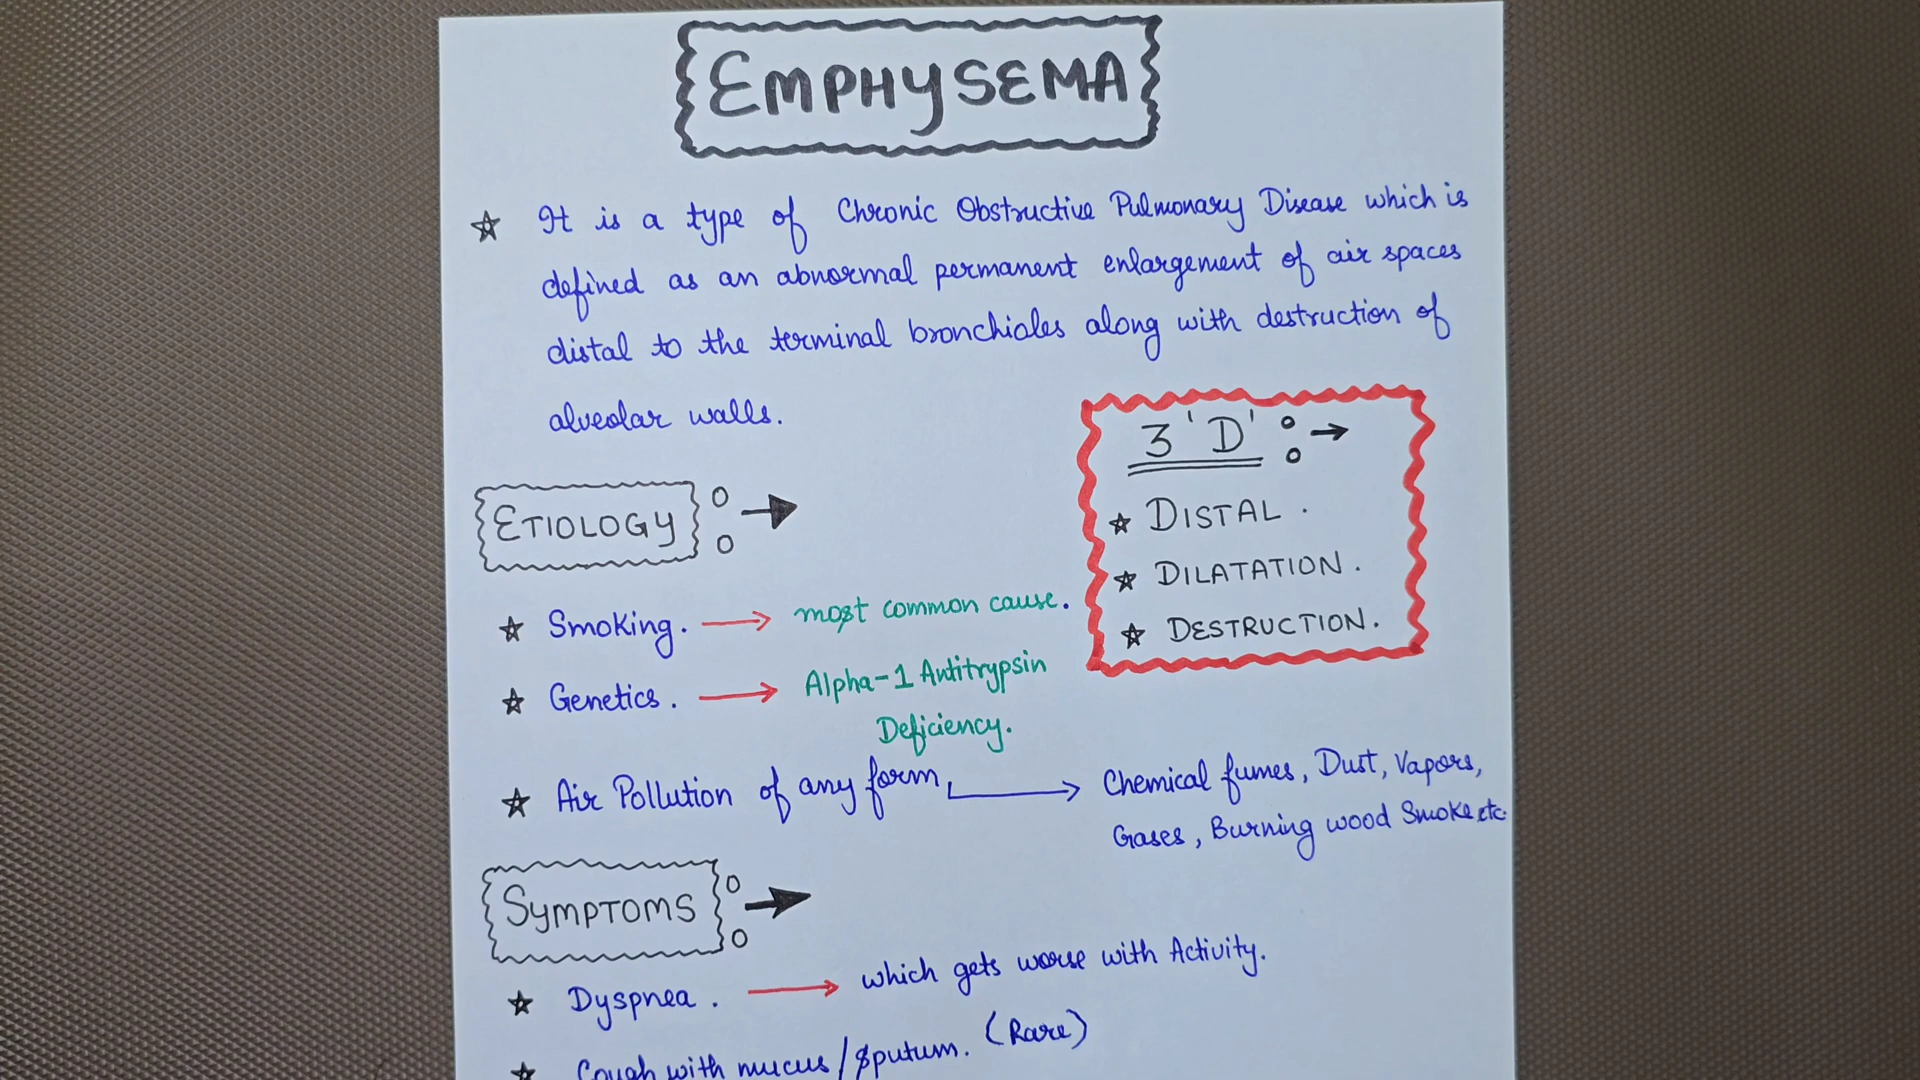 EMPHYSEMA
☆ It is a type of Chronic Obstructive Pulmonary Disease which is
defined as an abnormal permanent enlargement of air spaces
distal to the terminal bronchioles along with destruction of
alveolar walls.
3 'D' :→
☆ DISTAL.
☆ DILATATION.
☆ DESTRUCTION.
ETIOLOGY :→
☆ Smoking. → most common cause.
☆ Genetics. → Alpha-1 Antitrypsin
Deficiency.
☆ Air Pollution of any form, → Chemical fumes, Dust, Vapors,
Gases, Burning wood Smoke etc.
SYMPTOMS :→
☆ Dyspnea. → which gets worse with Activity.
☆ Cough with mucus/sputum. (Rare)